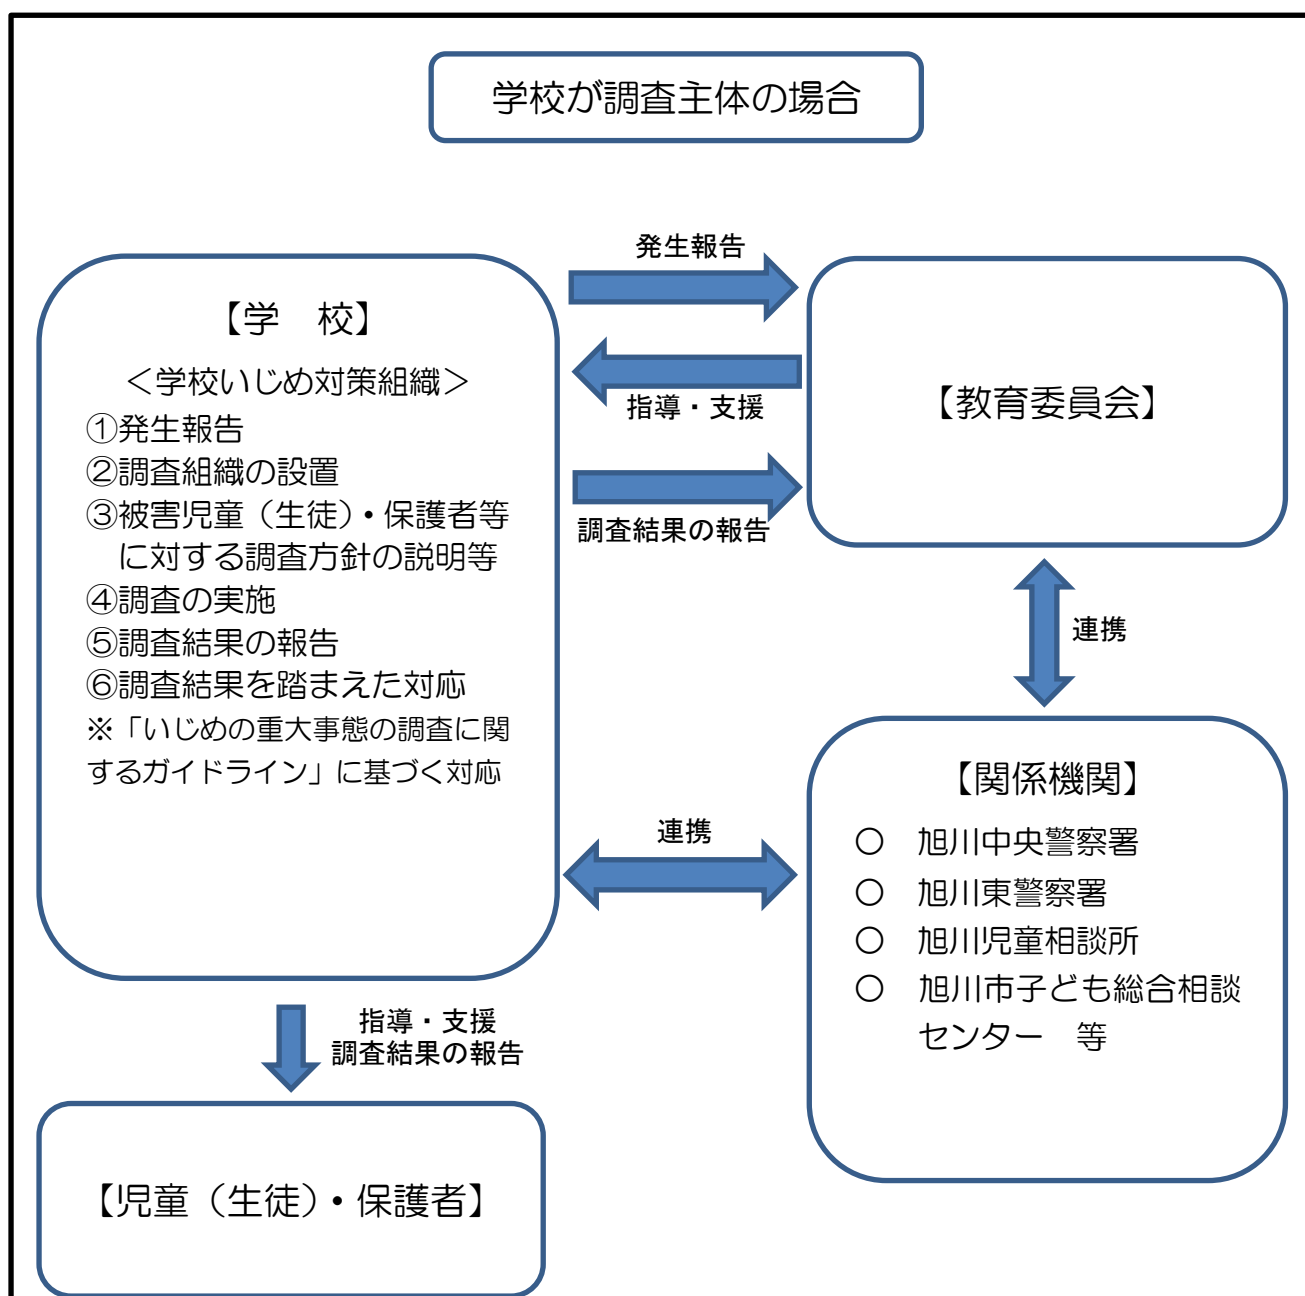 学校が調査主体の場合
【学　校】
＜学校いじめ対策組織＞
①発生報告
②調査組織の設置
③被害児童（生徒）・保護者等
に対する調査方針の説明等
④調査の実施
⑤調査結果の報告
⑥調査結果を踏まえた対応
※「いじめの重大事態の調査に関
するガイドライン」に基づく対応
発生報告
指導・支援
調査結果の報告
【教育委員会】
連携
連携
【関係機関】
○　旭川中央警察署
○　旭川東警察署
○　旭川児童相談所
○　旭川市子ども総合相談
センター　等
指導・支援
調査結果の報告
【児童（生徒）・保護者】